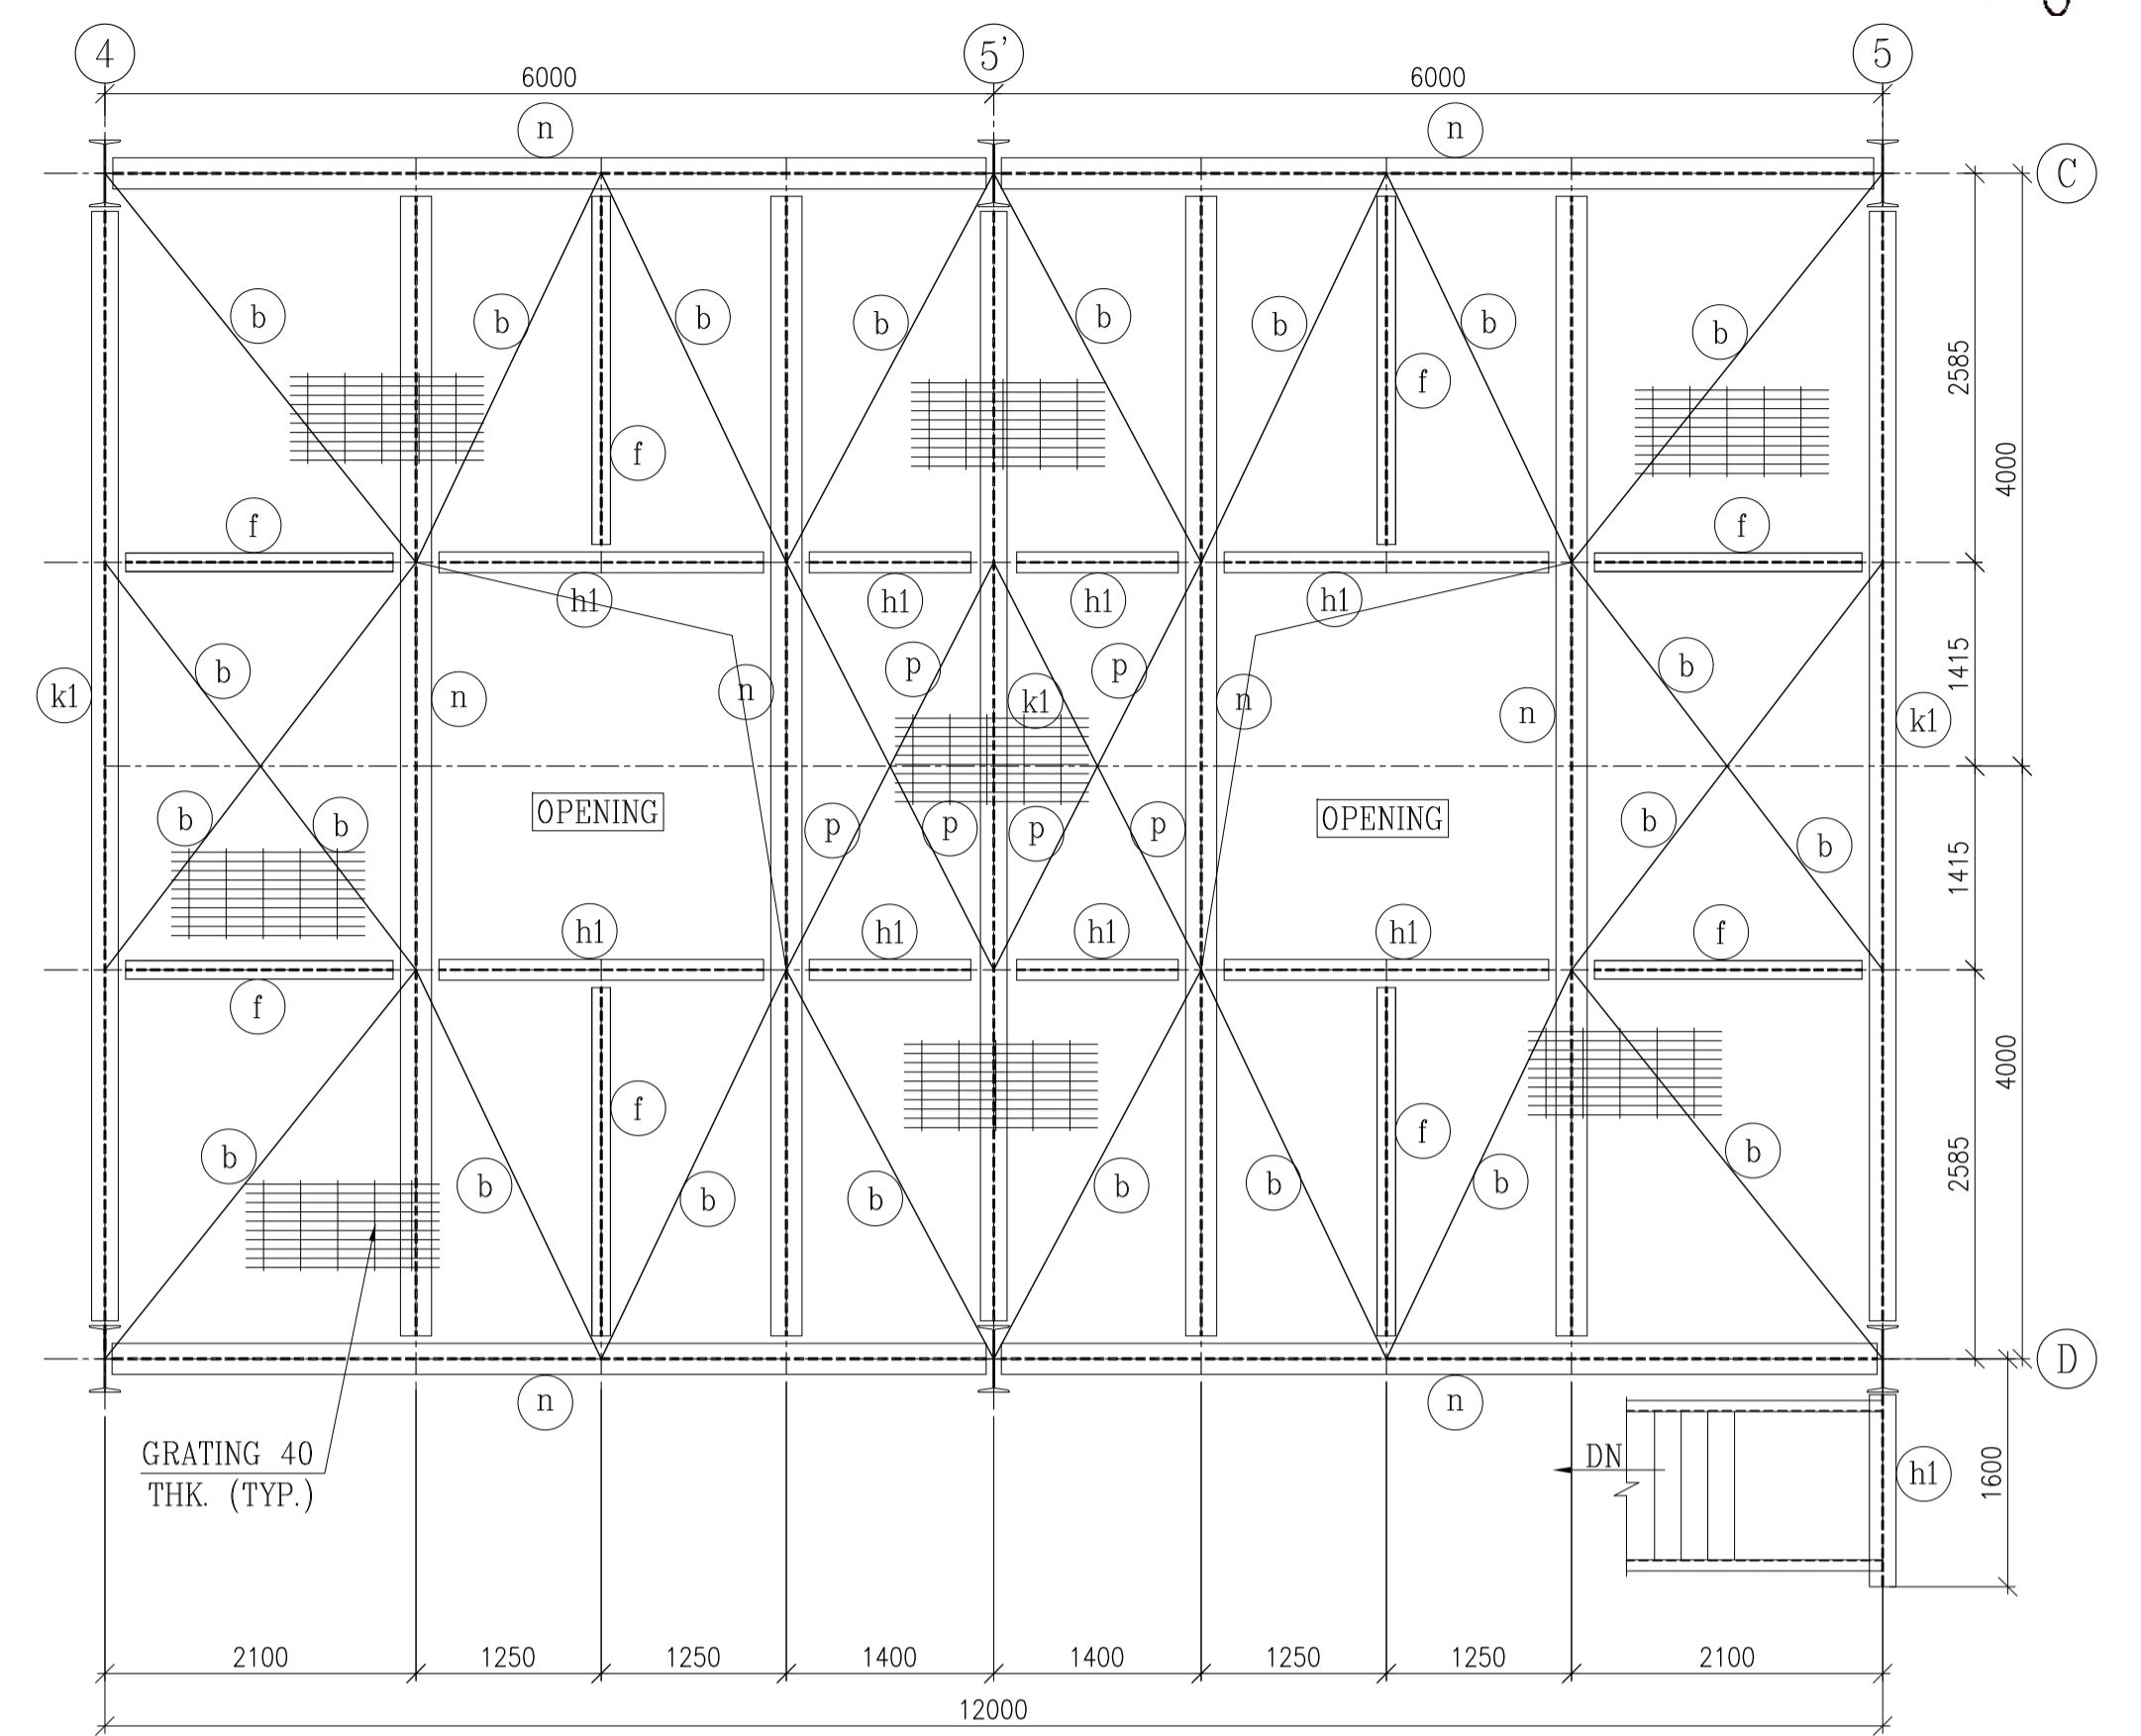 4 5' 5
6000 6000
n n
C
b b b b b b b b
2585
f
f
4000
f f
h1 h1 h1 h1
b p p b 1415
k1 n n k1 n n k1
OPENING OPENING
b b p p p p b b
1415
h1 h1 h1 h1 f
f
4000
f f
b b b b b b b b
2585
D
n n
GRATING 40
THK. (TYP.)
DN
h1 1600
2100 1250 1250 1400 1400 1250 1250 2100
12000